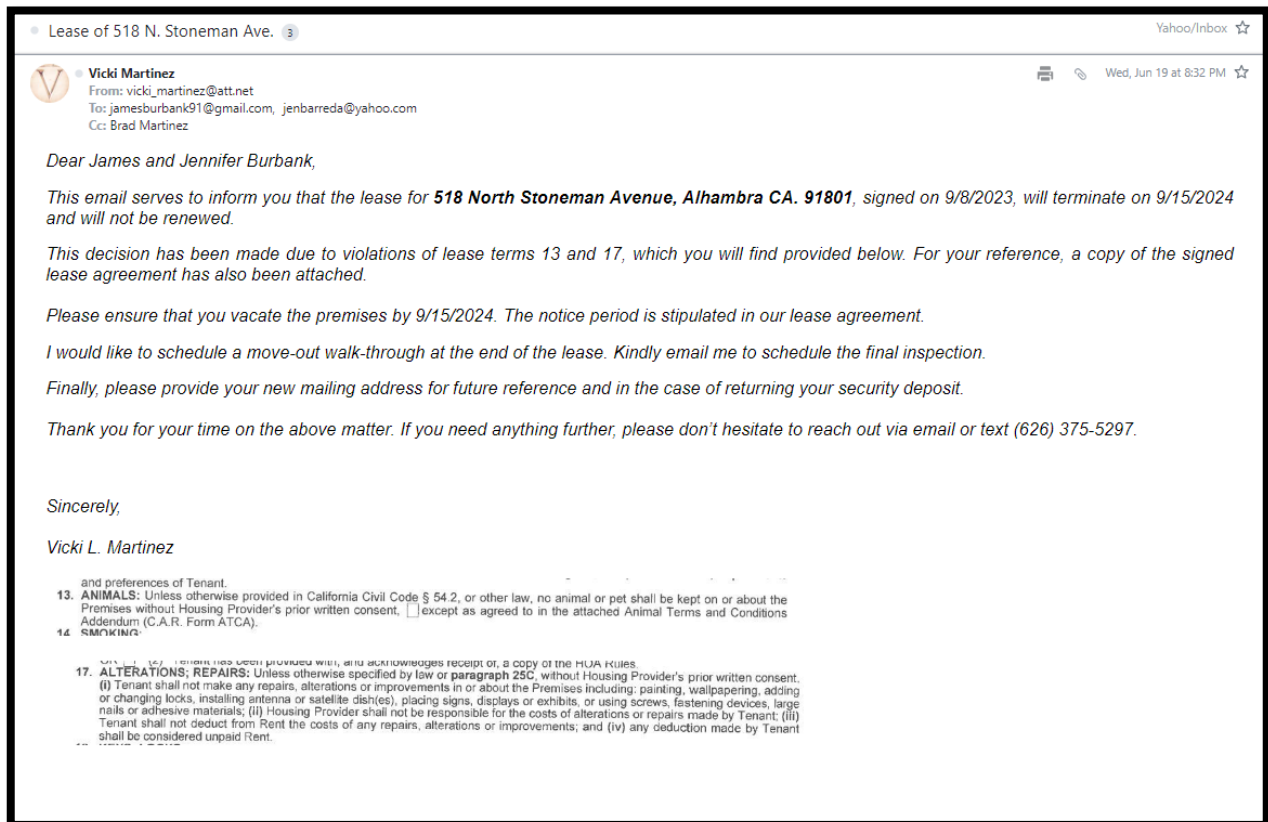 Lease of 518 N. Stoneman Ave. 3
Yahoo/Inbox
Vicki Martinez
Wed, Jun 19 at 8:32 PM
From: vicki_martinez@att.net
To: jamesburbank91@gmail.com, jenbarreda@yahoo.com
Cc: Brad Martinez
Dear James and Jennifer Burbank,
This email serves to inform you that the lease for 518 North Stoneman Avenue, Alhambra CA. 91801, signed on 9/8/2023, will terminate on 9/15/2024
and will not be renewed.
This decision has been made due to violations of lease terms 13 and 17, which you will find provided below. For your reference, a copy of the signed
lease agreement has also been attached.
Please ensure that you vacate the premises by 9/15/2024. The notice period is stipulated in our lease agreement.
I would like to schedule a move-out walk-through at the end of the lease. Kindly email me to schedule the final inspection.
Finally, please provide your new mailing address for future reference and in the case of returning your security deposit.
Thank you for your time on the above matter. If you need anything further, please don't hesitate to reach out via email or text (626) 375-5297.
Sincerely,
Vicki L. Martinez
and preferences of Tenant.
13. ANIMALS: Unless otherwise provided in California Civil Code § 54.2, or other law, no animal or pet shall be kept on or about the
Premises without Housing Provider's prior written consent, except as agreed to in the attached Animal Terms and Conditions
Addendum (C.A.R. Form ATCA).
14. SMOKING:
(2) Tenant has been provided with, and acknowledges receipt of, a copy of the HOA Rules.
17. ALTERATIONS; REPAIRS: Unless otherwise specified by law or paragraph 25C, without Housing Provider's prior written consent,
(i) Tenant shall not make any repairs, alterations or improvements in or about the Premises including: painting, wallpapering, adding
or changing locks, installing antenna or satellite dish(es), placing signs, displays or exhibits, or using screws, fastening devices, large
nails or adhesive materials; (ii) Housing Provider shall not be responsible for the costs of alterations or repairs made by Tenant; (iii)
Tenant shall not deduct from Rent the costs of any repairs, alterations or improvements; and (iv) any deduction made by Tenant
shall be considered unpaid Rent.